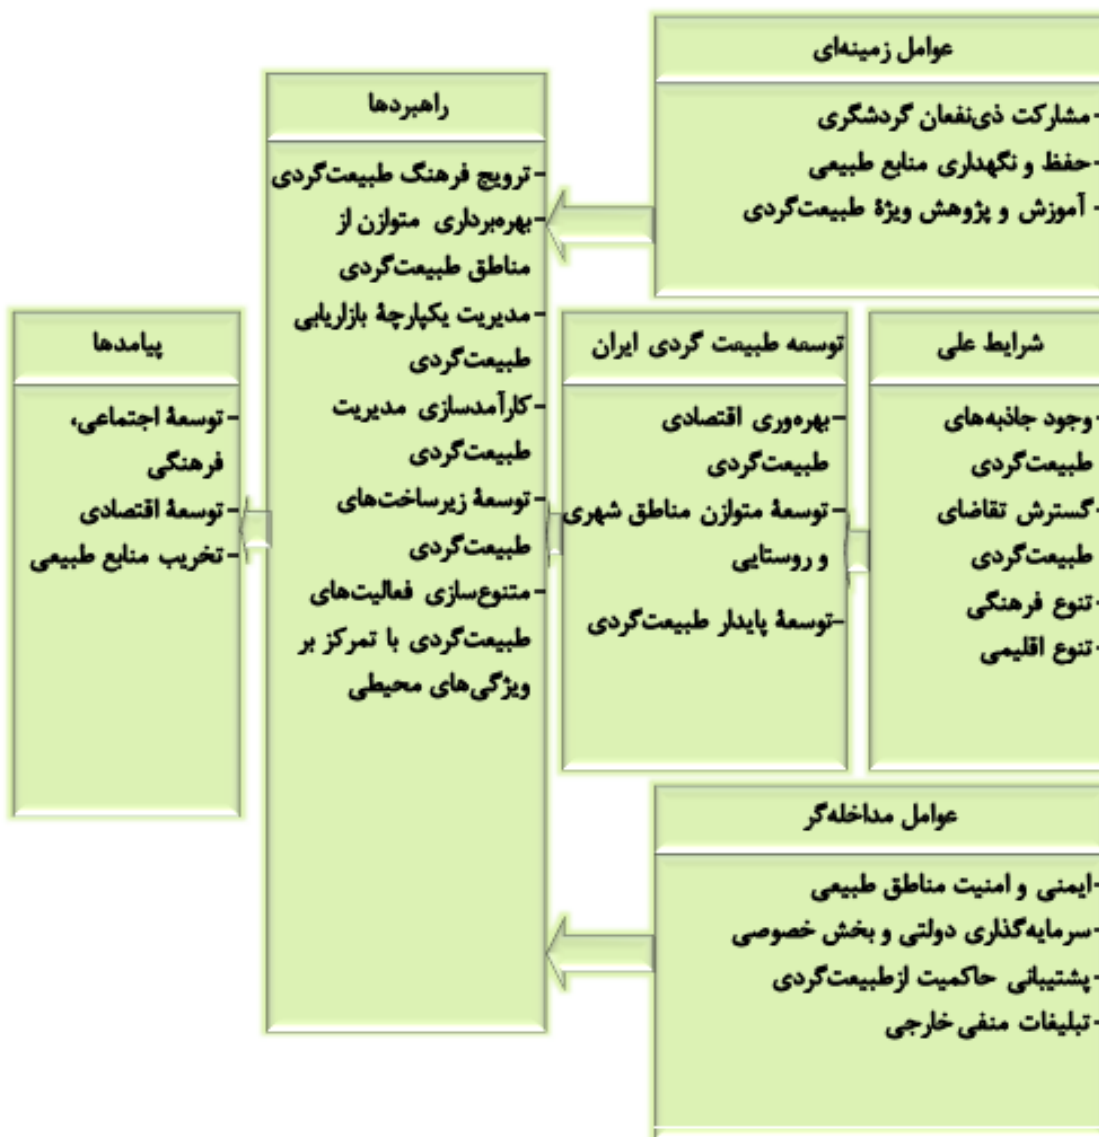 عوامل زمینه‌ای
-مشارکت ذی‌نفعان گردشگری
-حفظ و نگهداری منابع طبیعی
- آموزش و پژوهش ویژهٔ طبیعت‌گردی
شرایط علی
-وجود جاذبه‌های
طبیعت‌گردی
-گسترش تقاضای
طبیعت‌گردی
-تنوع فرهنگی
-تنوع اقلیمی
توسعه طبیعت گردی ایران
-بهره‌وری اقتصادی
طبیعت‌گردی
-توسعهٔ متوازن مناطق شهری
و روستایی
-توسعهٔ پایدار طبیعت‌گردی
عوامل مداخله‌گر
-ایمنی و امنیت مناطق طبیعی
-سرمایه‌گذاری دولتی و بخش خصوصی
-پشتیبانی حاکمیت ازطبیعت‌گردی
-تبلیغات منفی خارجی
راهبردها
-ترویج فرهنگ طبیعت‌گردی
-بهره‌برداری متوازن از
مناطق طبیعت‌گردی
-مدیریت یکپارچهٔ بازاریابی
طبیعت‌گردی
-کارآمدسازی مدیریت
طبیعت‌گردی
-توسعهٔ زیرساخت‌های
طبیعت‌گردی
-متنوع‌سازی فعالیت‌های
طبیعت‌گردی با تمرکز بر
ویژگی‌های محیطی
پیامدها
-توسعهٔ اجتماعی،
فرهنگی
-توسعهٔ اقتصادی
-تخریب منابع طبیعی